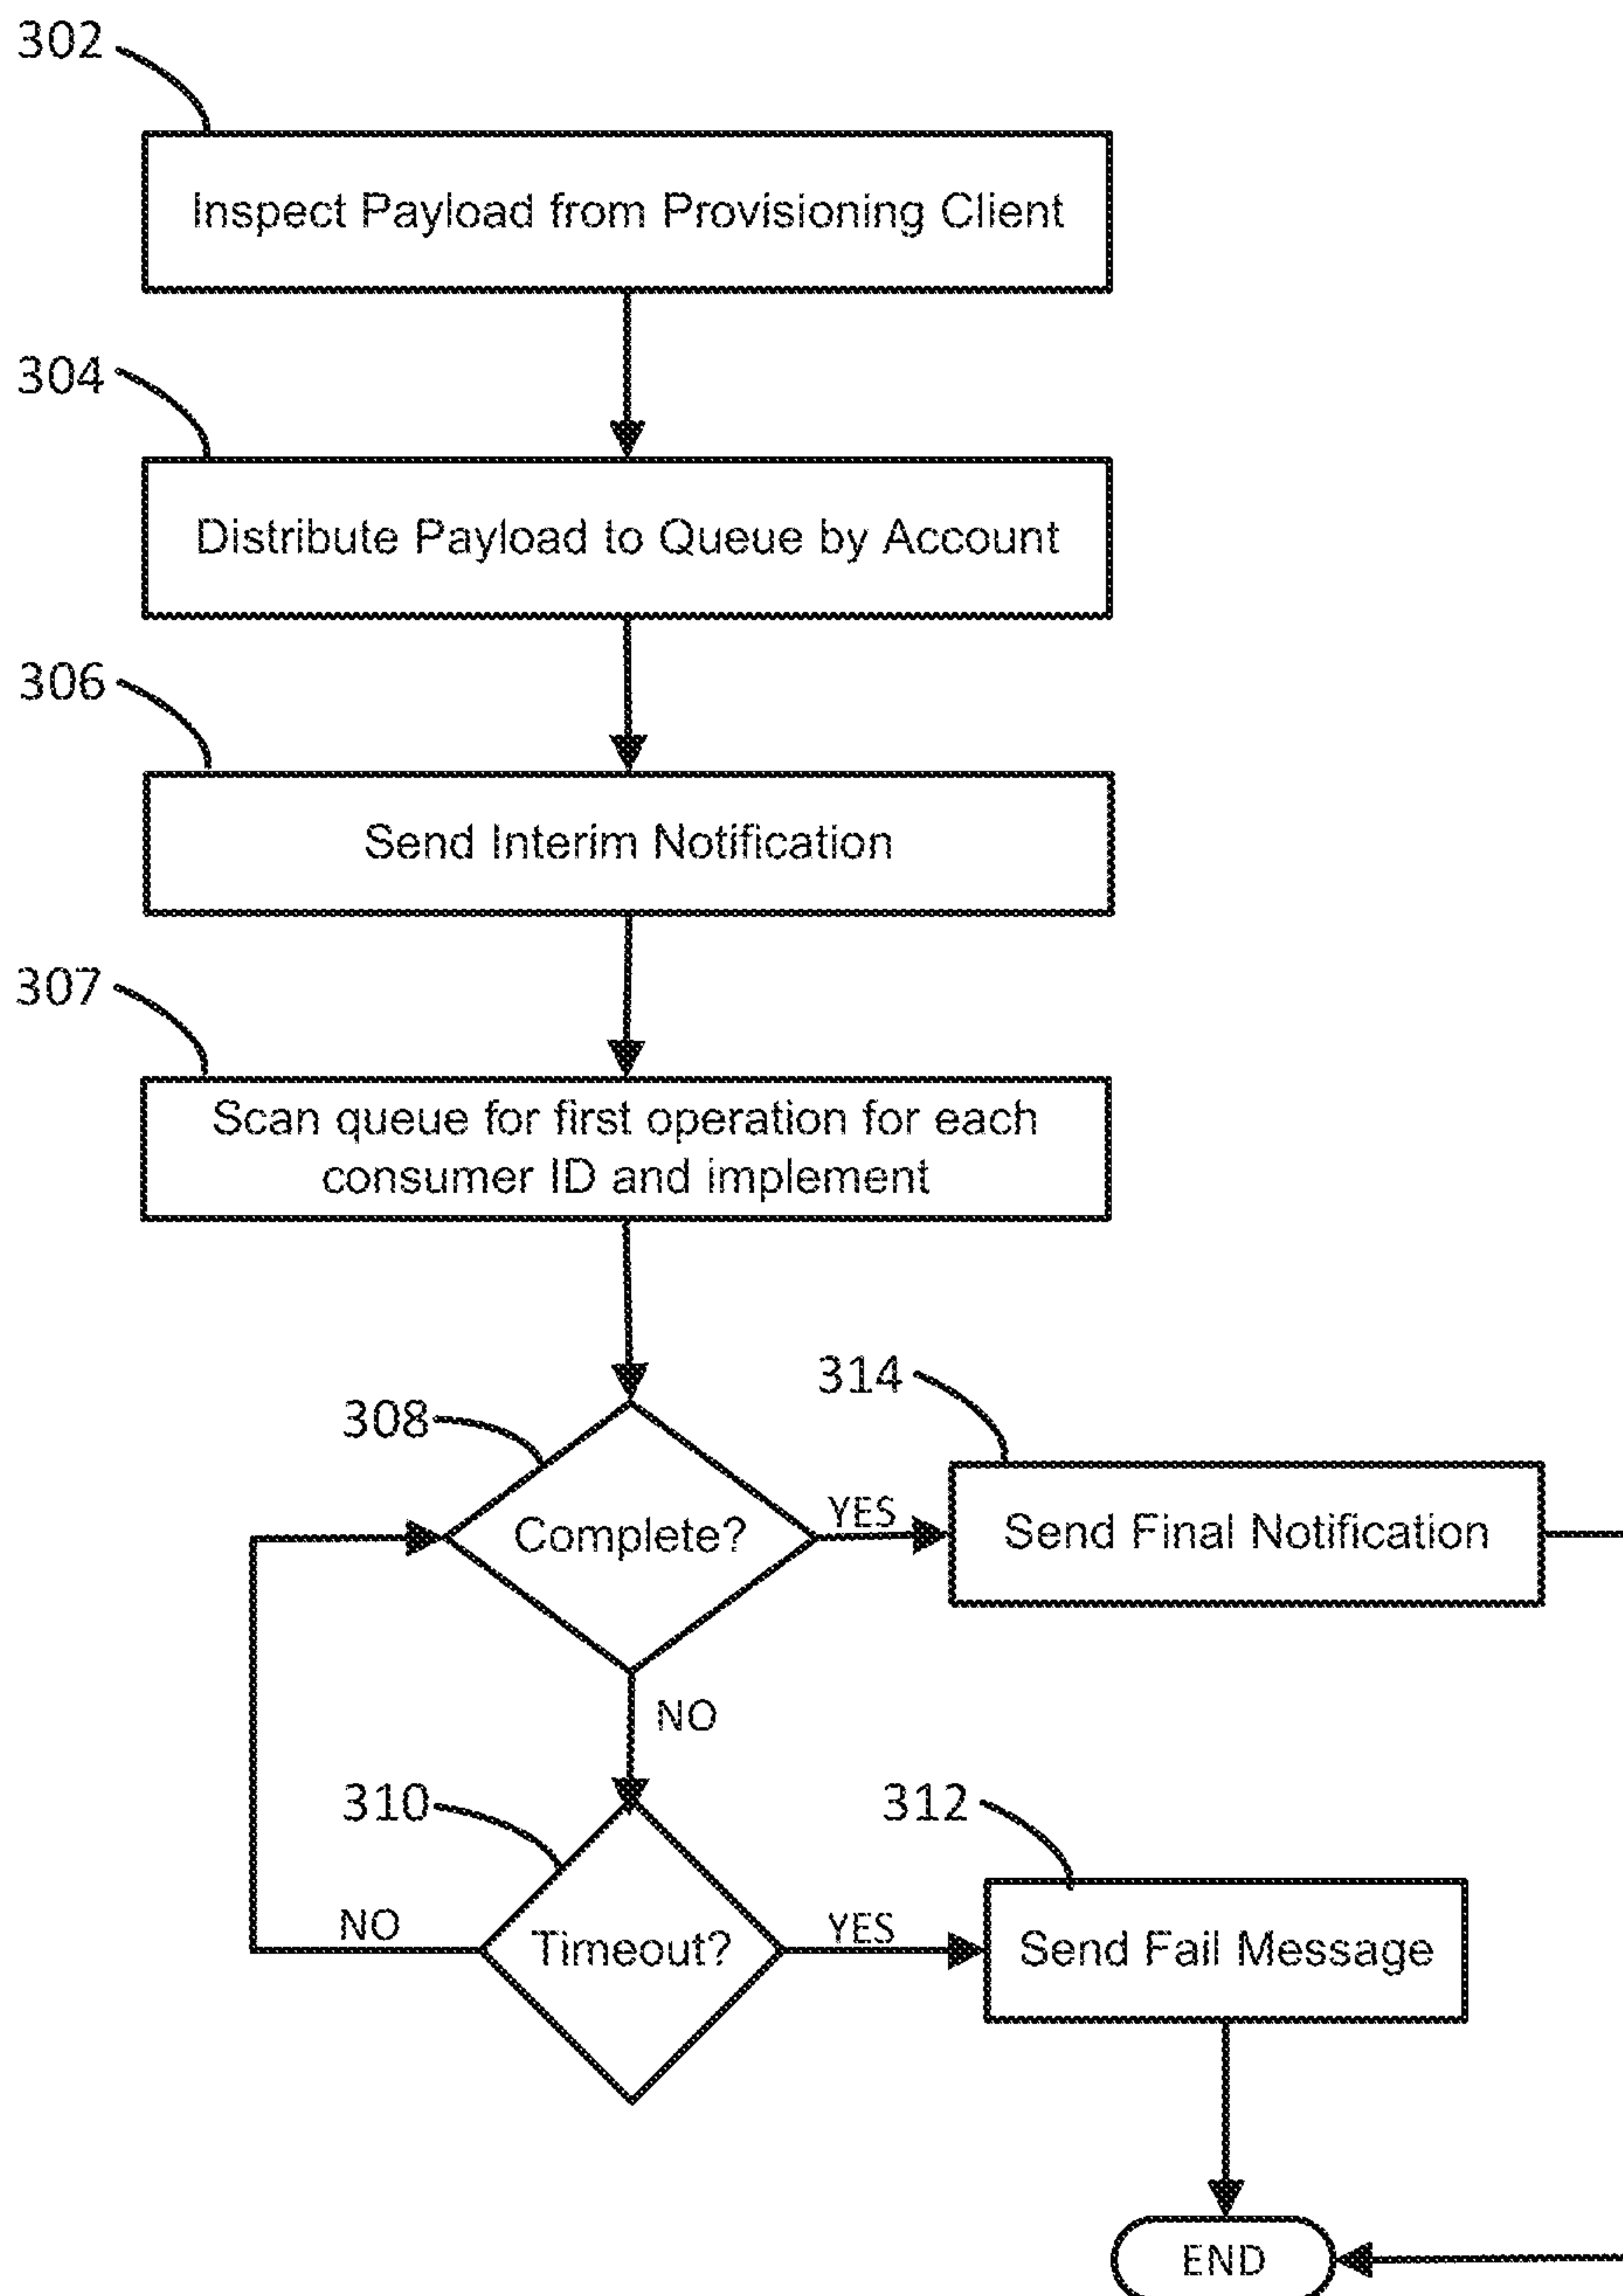 302
Inspect Payload from Provisioning Client
304
Distribute Payload to Queue by Account
306
Send Interim Notification
307
Scan queue for first operation for each
consumer ID and implement
308
Complete?
YES
314
Send Final Notification
NO
310
Timeout?
NO
YES
312
Send Fail Message
END